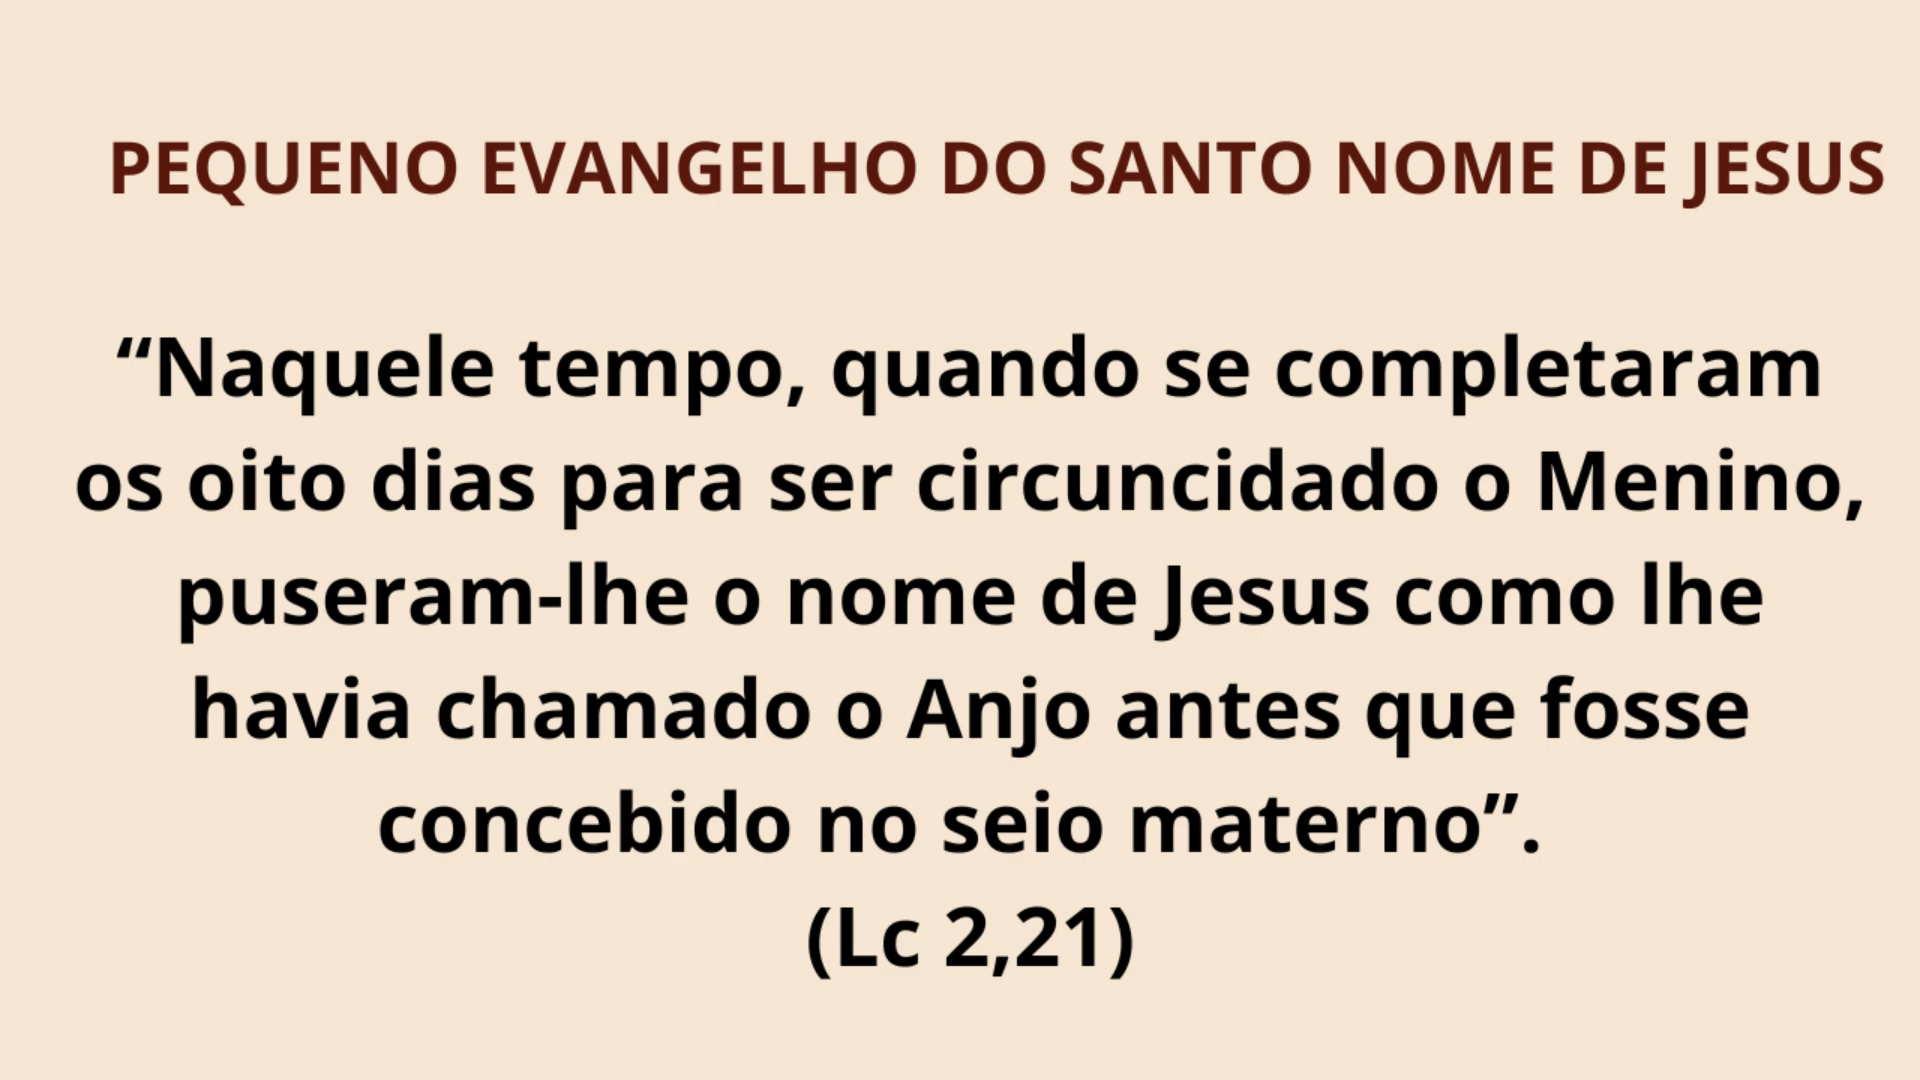 PEQUENO EVANGELHO DO SANTO NOME DE JESUS
“Naquele tempo, quando se completaram
os oito dias para ser circuncidado o Menino,
puseram-lhe o nome de Jesus como lhe
havia chamado o Anjo antes que fosse
concebido no seio materno”.
(Lc 2,21)